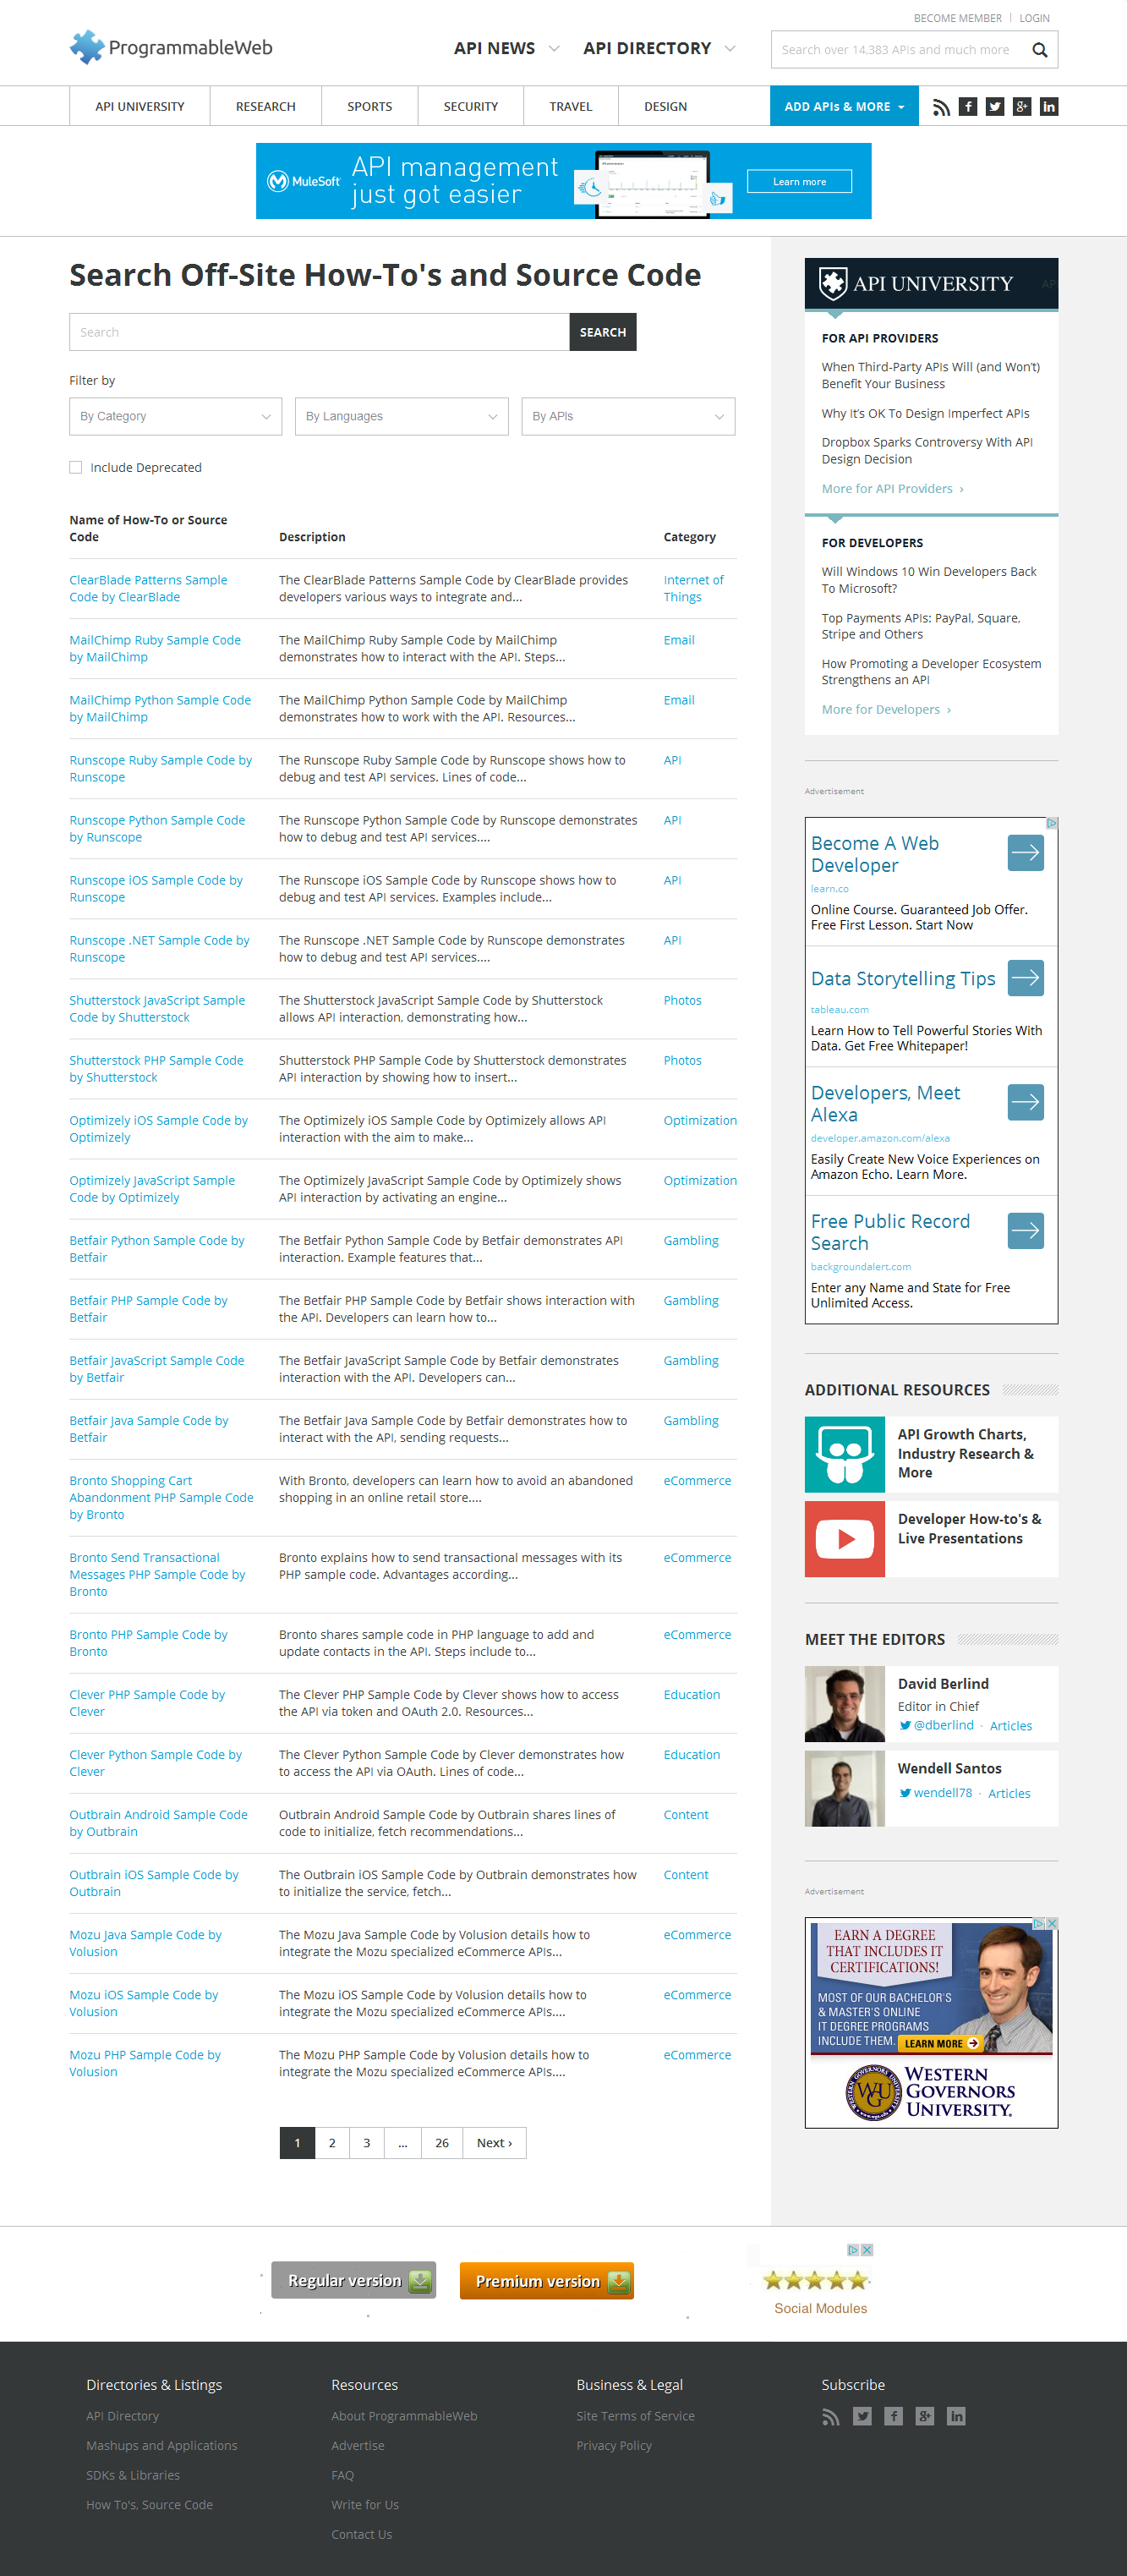 BECOME MEMBER | LOGIN
ProgrammableWeb
API NEWS
API DIRECTORY
Search over 14,383 APIs and much more
API UNIVERSITY
RESEARCH
SPORTS
SECURITY
TRAVEL
DESIGN
ADD APIs & MORE
MuleSoft
API management
just got easier
Learn more
Search Off-Site How-To's and Source Code
Search
SEARCH
Filter by
By Category
By Languages
By APIs
Include Deprecated
Name of How-To or Source
Code
Description
Category
ClearBlade Patterns Sample
Code by ClearBlade
The ClearBlade Patterns Sample Code by ClearBlade provides
developers various ways to integrate and...
Internet of
Things
MailChimp Ruby Sample Code
by MailChimp
The MailChimp Ruby Sample Code by MailChimp
demonstrates how to interact with the API. Steps...
Email
MailChimp Python Sample Code
by MailChimp
The MailChimp Python Sample Code by MailChimp
demonstrates how to work with the API. Resources...
Email
Runscope Ruby Sample Code by
Runscope
The Runscope Ruby Sample Code by Runscope shows how to
debug and test API services. Lines of code...
API
Runscope Python Sample Code
by Runscope
The Runscope Python Sample Code by Runscope demonstrates
how to debug and test API services....
API
Runscope iOS Sample Code by
Runscope
The Runscope iOS Sample Code by Runscope shows how to
debug and test API services. Examples include...
API
Runscope .NET Sample Code by
Runscope
The Runscope .NET Sample Code by Runscope demonstrates
how to debug and test API services....
API
Shutterstock JavaScript Sample
Code by Shutterstock
The Shutterstock JavaScript Sample Code by Shutterstock
allows API interaction, demonstrating how...
Photos
Shutterstock PHP Sample Code
by Shutterstock
Shutterstock PHP Sample Code by Shutterstock demonstrates
API interaction by showing how to insert...
Photos
Optimizely iOS Sample Code by
Optimizely
The Optimizely iOS Sample Code by Optimizely allows API
interaction with the aim to make...
Optimization
Optimizely JavaScript Sample
Code by Optimizely
The Optimizely JavaScript Sample Code by Optimizely shows
API interaction by activating an engine...
Optimization
Betfair Python Sample Code by
Betfair
The Betfair Python Sample Code by Betfair demonstrates API
interaction. Example features that...
Gambling
Betfair PHP Sample Code by
Betfair
The Betfair PHP Sample Code by Betfair shows interaction with
the API. Developers can learn how to...
Gambling
Betfair JavaScript Sample Code
by Betfair
The Betfair JavaScript Sample Code by Betfair demonstrates
interaction with the API. Developers can...
Gambling
Betfair Java Sample Code by
Betfair
The Betfair Java Sample Code by Betfair demonstrates how to
interact with the API, sending requests...
Gambling
Bronto Shopping Cart
Abandonment PHP Sample Code
by Bronto
With Bronto, developers can learn how to avoid an abandoned
shopping in an online retail store....
eCommerce
Bronto Send Transactional
Messages PHP Sample Code by
Bronto
Bronto explains how to send transactional messages with its
PHP sample code. Advantages according...
eCommerce
Bronto PHP Sample Code by
Bronto
Bronto shares sample code in PHP language to add and
update contacts in the API. Steps include to...
eCommerce
Clever PHP Sample Code by
Clever
The Clever PHP Sample Code by Clever shows how to access
the API via token and OAuth 2.0. Resources...
Education
Clever Python Sample Code by
Clever
The Clever Python Sample Code by Clever demonstrates how
to access the API via OAuth. Lines of code...
Education
Outbrain Android Sample Code
by Outbrain
Outbrain Android Sample Code by Outbrain shares lines of
code to initialize, fetch recommendations...
Content
Outbrain iOS Sample Code by
Outbrain
The Outbrain iOS Sample Code by Outbrain demonstrates how
to initialize the service, fetch...
Content
Mozu Java Sample Code by
Volusion
The Mozu Java Sample Code by Volusion details how to
integrate the Mozu specialized eCommerce APIs...
eCommerce
Mozu iOS Sample Code by
Volusion
The Mozu iOS Sample Code by Volusion details how to
integrate the Mozu specialized eCommerce APIs....
eCommerce
Mozu PHP Sample Code by
Volusion
The Mozu PHP Sample Code by Volusion details how to
integrate the Mozu specialized eCommerce APIs....
eCommerce
1 2 3 ... 26 Next ›
API UNIVERSITY
FOR API PROVIDERS
When Third-Party APIs Will (and Won't)
Benefit Your Business
Why It's OK To Design Imperfect APIs
Dropbox Sparks Controversy With API
Design Decision
More for API Providers ›
FOR DEVELOPERS
Will Windows 10 Win Developers Back
To Microsoft?
Top Payments APIs: PayPal, Square,
Stripe and Others
How Promoting a Developer Ecosystem
Strengthens an API
More for Developers ›
Advertisement
Become A Web
Developer
learn.co
Online Course. Guaranteed Job Offer.
Free First Lesson. Start Now
Data Storytelling Tips
tableau.com
Learn How to Tell Powerful Stories With
Data. Get Free Whitepaper!
Developers, Meet
Alexa
developer.amazon.com/alexa
Easily Create New Voice Experiences on
Amazon Echo. Learn More.
Free Public Record
Search
backgroundalert.com
Enter any Name and State for Free
Unlimited Access.
ADDITIONAL RESOURCES
API Growth Charts,
Industry Research &
More
Developer How-to's &
Live Presentations
MEET THE EDITORS
David Berlind
Editor in Chief
@dberlind · Articles
Wendell Santos
wendell78 · Articles
Advertisement
EARN A DEGREE
THAT INCLUDES IT
CERTIFICATIONS!
MOST OF OUR BACHELOR'S
& MASTER'S ONLINE
IT DEGREE PROGRAMS
INCLUDE THEM.
LEARN MORE
WGU
WESTERN
GOVERNORS
UNIVERSITY.
Regular version
Premium version
Social Modules
Directories & Listings
API Directory
Mashups and Applications
SDKs & Libraries
How To's, Source Code
Resources
About ProgrammableWeb
Advertise
FAQ
Write for Us
Contact Us
Business & Legal
Site Terms of Service
Privacy Policy
Subscribe